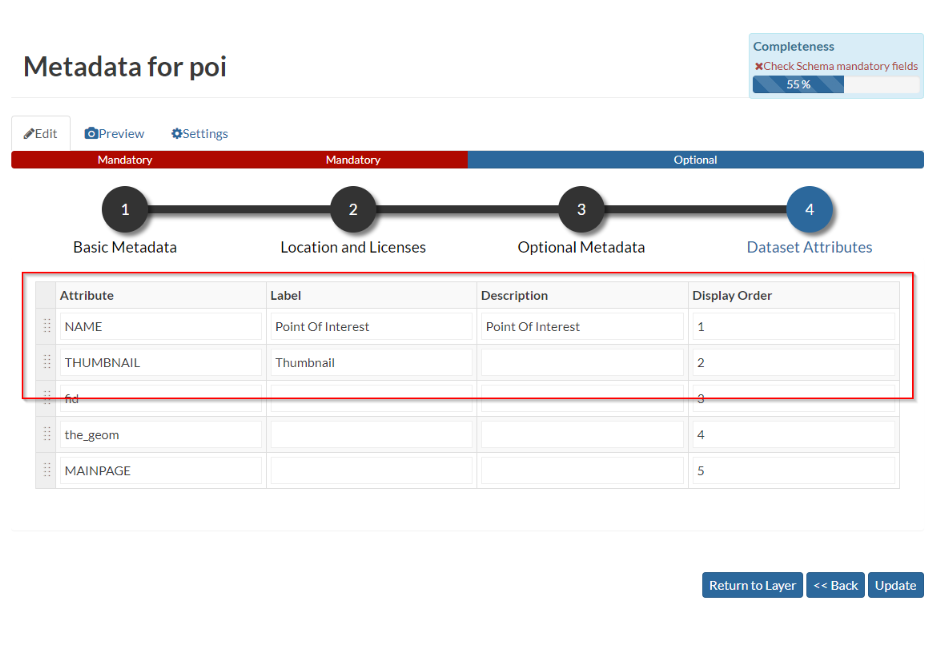 Metadata for poi
Completeness
✖Check Schema mandatory fields
55 %
Edit Preview Settings
Mandatory Mandatory Optional
1 2 3 4
Basic Metadata Location and Licenses Optional Metadata Dataset Attributes
Attribute Label Description Display Order
NAME Point Of Interest Point Of Interest 1
THUMBNAIL Thumbnail 2
fid 3
the_geom 4
MAINPAGE 5
Return to Layer << Back Update